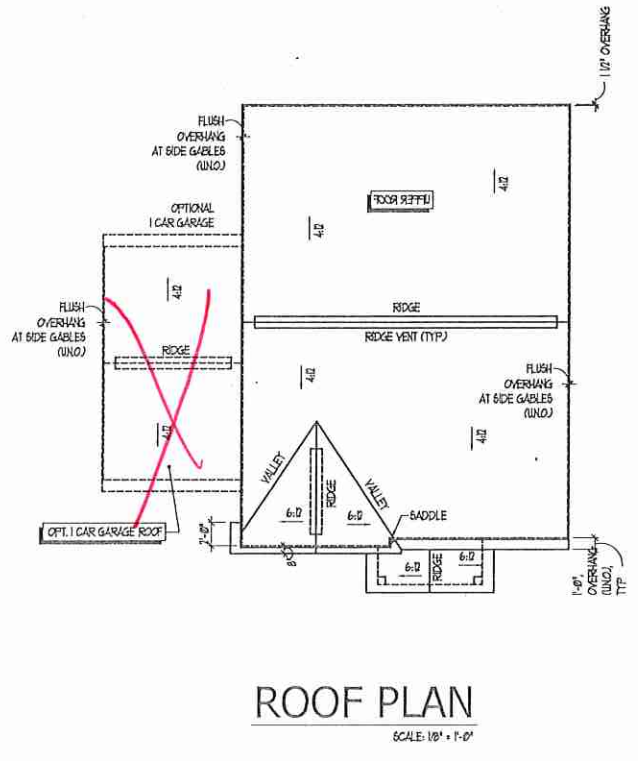 1 1/2" OVERHANG
FLUSH
OVERHANG
AT SIDE GABLES
(U.N.O.)
4:12
UPPER ROOF
4:12
OPTIONAL
1 CAR GARAGE
4:12
FLUSH
OVERHANG
AT SIDE GABLES
(U.N.O.)
RIDGE
RIDGE
RIDGE VENT (TYP.)
4:12
FLUSH
OVERHANG
AT SIDE GABLES
(U.N.O.)
4:12
4:12
VALLEY
RIDGE
VALLEY
6:12
6:12
SADDLE
OPT. 1 CAR GARAGE ROOF
2'-0"
8"
6:12
RIDGE
6:12
1'-0",
OVERHANG
(U.N.O.),
TYP
ROOF PLAN
SCALE: 1/8" = 1'-0"